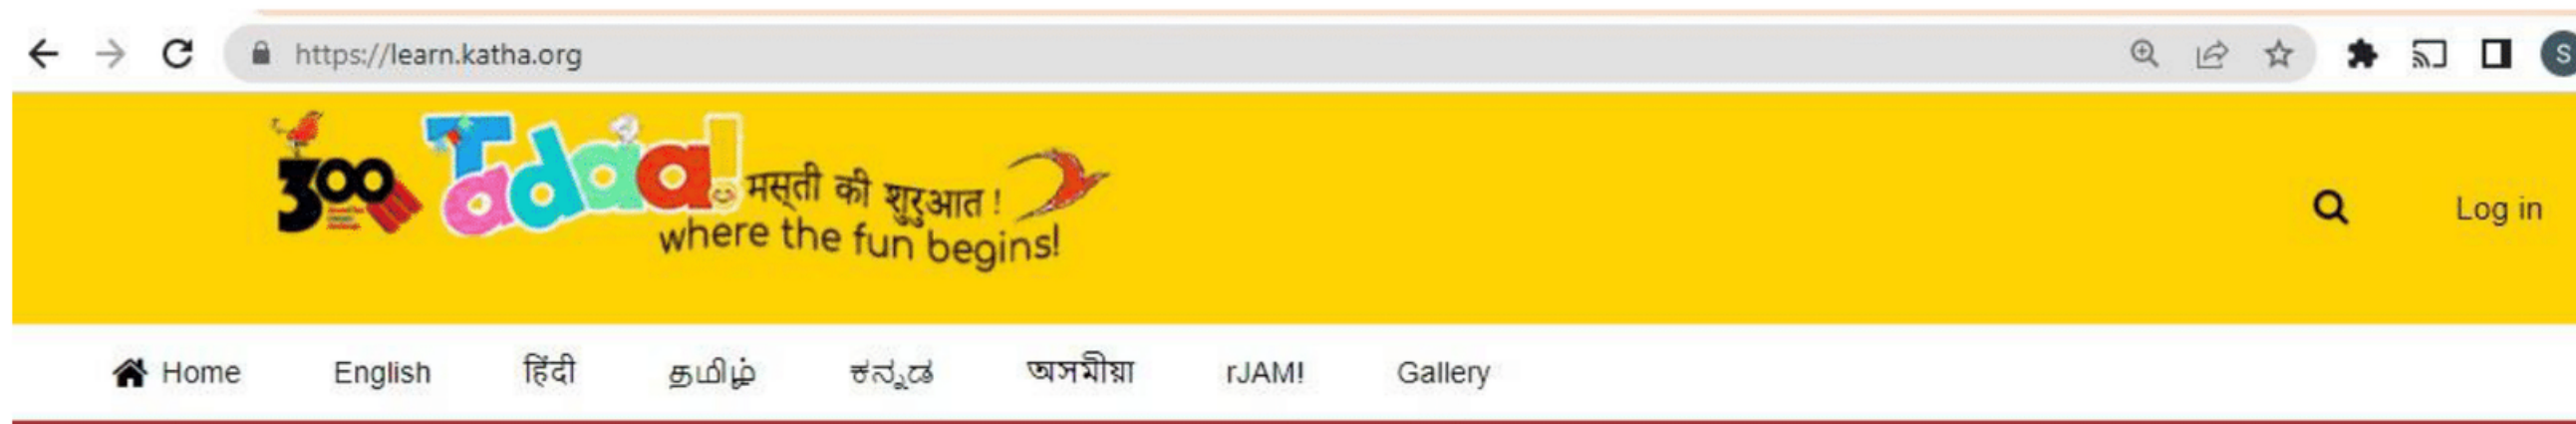 https://learn.katha.org
S
300
Tadaaa!
मस्ती की शुरुआत !
where the fun begins!
Log in
Home English हिंदी தமிழ் ಕನ್ನಡ অসমীয়া rJAM! Gallery